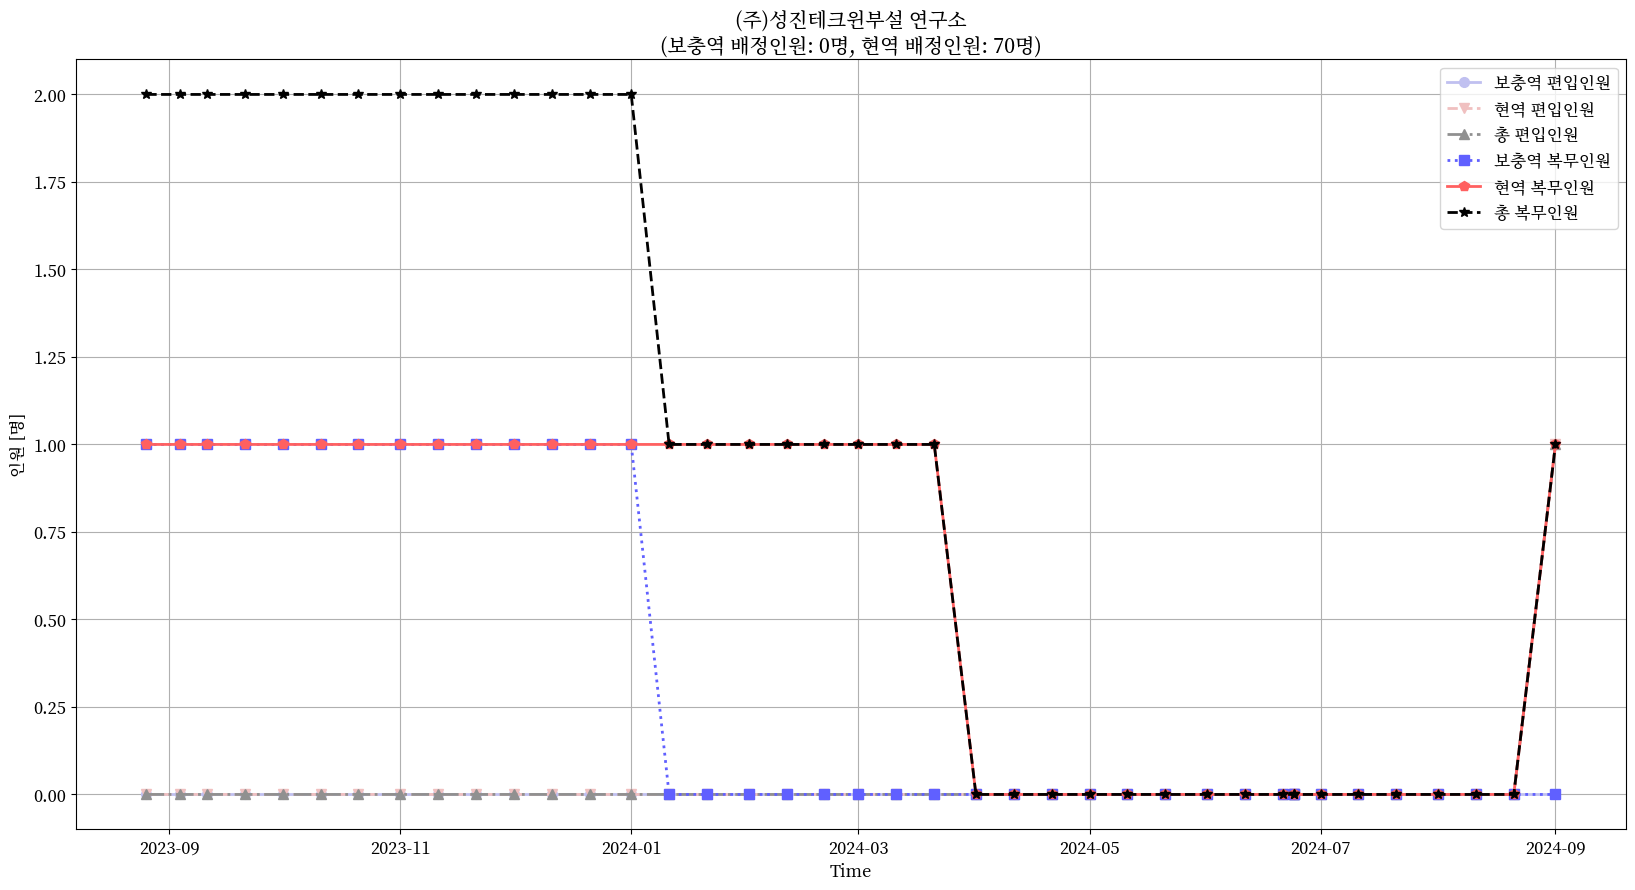 (주)성진테크윈부설 연구소
(보충역 배정인원: 0명, 현역 배정인원: 70명)
보충역 편입인원
현역 편입인원
총 편입인원
보충역 복무인원
현역 복무인원
총 복무인원
2.00
1.75
1.50
1.25
1.00
0.75
0.50
0.25
0.00
인원 [명]
2023-09
2023-11
2024-01
2024-03
2024-05
2024-07
2024-09
Time